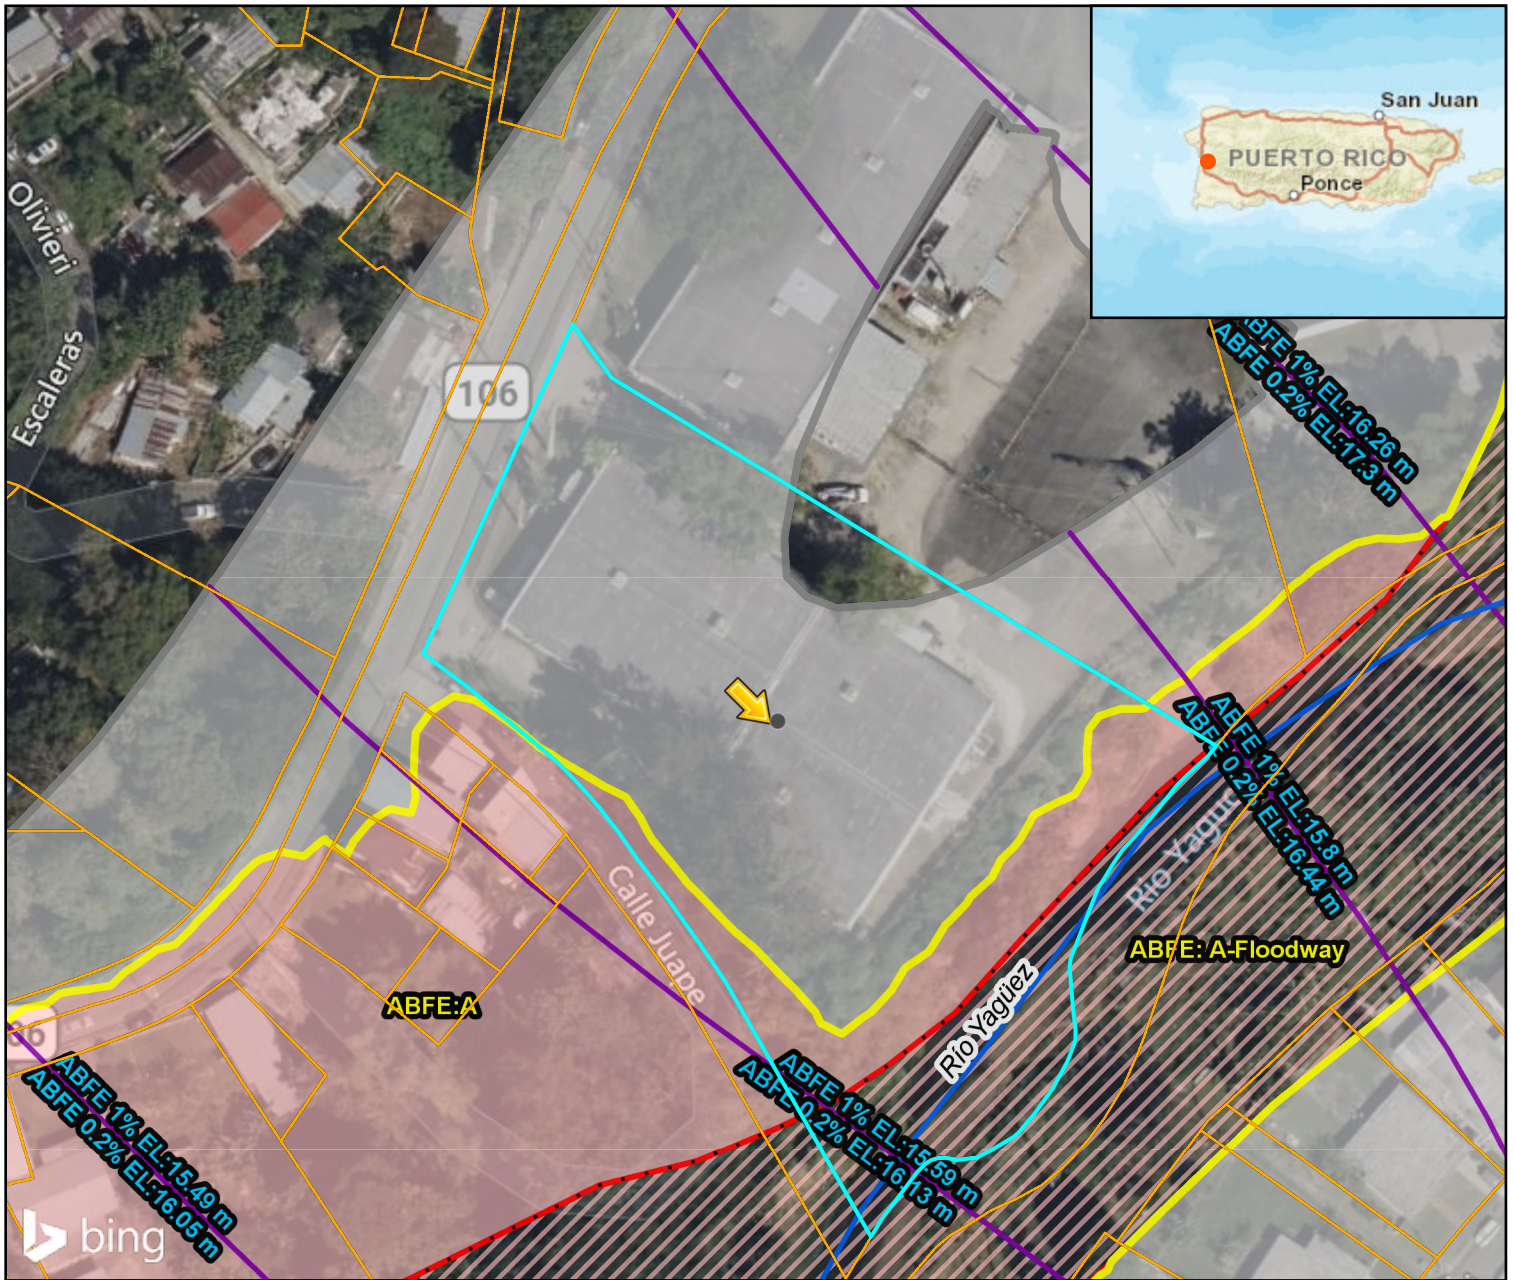 San Juan
PUERTO RICO
Ponce
Olivieri
Escaleras
106
ABFE 1% EL:16.26 m
ABFE 0.2% EL:17.3 m
ABFE 1% EL:15.8 m
ABFE 0.2% EL:16.44 m
Río Yagüez
Calle Juape
ABFE: A-Floodway
Río Yagüez
ABFE:A
ABFE 1% EL:15.59 m
ABFE 0.2% EL:16.13 m
ABFE 1% EL:15.49 m
ABFE 0.2% EL:16.05 m
bing